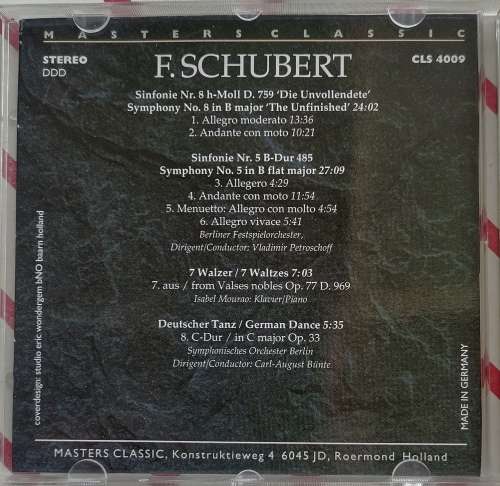 MASTERS CLASSIC
STEREO
DDD
F. SCHUBERT
CLS 4009
Sinfonie Nr. 8 h-Moll D. 759 'Die Unvollendete'
Symphony No. 8 in B major 'The Unfinished' 24:02
1. Allegro moderato 13:36
2. Andante con moto 10:21
Sinfonie Nr. 5 B-Dur 485
Symphony No. 5 in B flat major 27:09
3. Allegero 4:29
4. Andante con moto 11:54
5. Menuetto: Allegro con molto 4:54
6. Allegro vivace 5:41
Berliner Festspielorchester,
Dirigent/Conductor: Vladimir Petroschoff
7 Walzer / 7 Waltzes 7:03
7. aus / from Valses nobles Op. 77 D. 969
Isabel Mourao: Klavier/Piano
Deutscher Tanz / German Dance 5:35
8. C-Dur / in C major Op. 33
Symphonisches Orchester Berlin
Dirigent/Conductor: Carl-August Bünte
coverdesign: studio eric wondergem bNO baarn holland
MADE IN GERMANY
MASTERS CLASSIC, Konstruktieweg 4 6045 JD, Roermond Holland